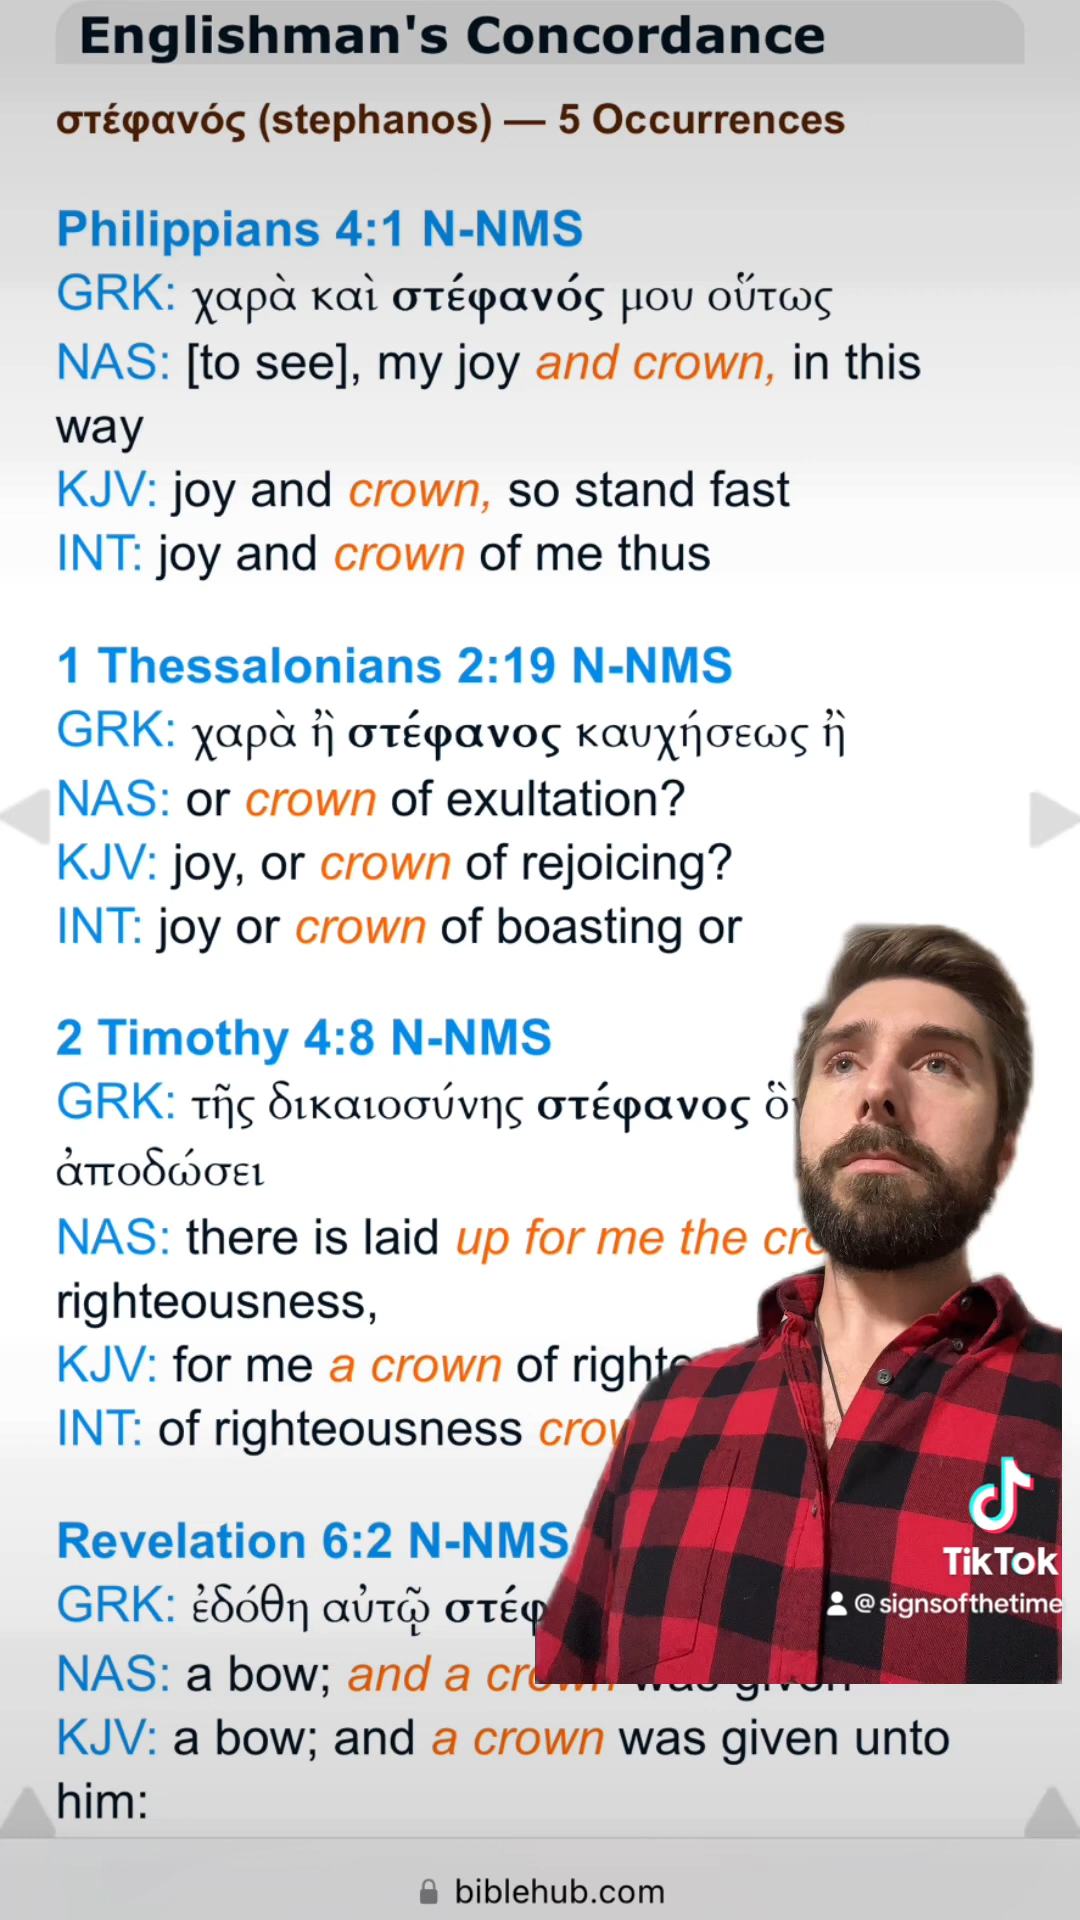 Englishman's Concordance
στέφανός (stephanos) — 5 Occurrences
Philippians 4:1 N-NMS
GRK: χαρὰ καὶ στέφανός μου οὕτως
NAS: [to see], my joy and crown, in this
way
KJV: joy and crown, so stand fast
INT: joy and crown of me thus
1 Thessalonians 2:19 N-NMS
GRK: χαρὰ ἢ στέφανος καυχήσεως ἢ
NAS: or crown of exultation?
KJV: joy, or crown of rejoicing?
INT: joy or crown of boasting or
2 Timothy 4:8 N-NMS
GRK: τῆς δικαιοσύνης στέφανος
ἀποδώσει
NAS: there is laid up for me the
righteousness,
KJV: for me a crown of
INT: of righteousness
Revelation 6:2 N-NMS
GRK: ἐδόθη αὐτῷ
NAS: a bow; and a crown was given
KJV: a bow; and a crown was given unto
him:
TikTok
@signsofthetime
biblehub.com